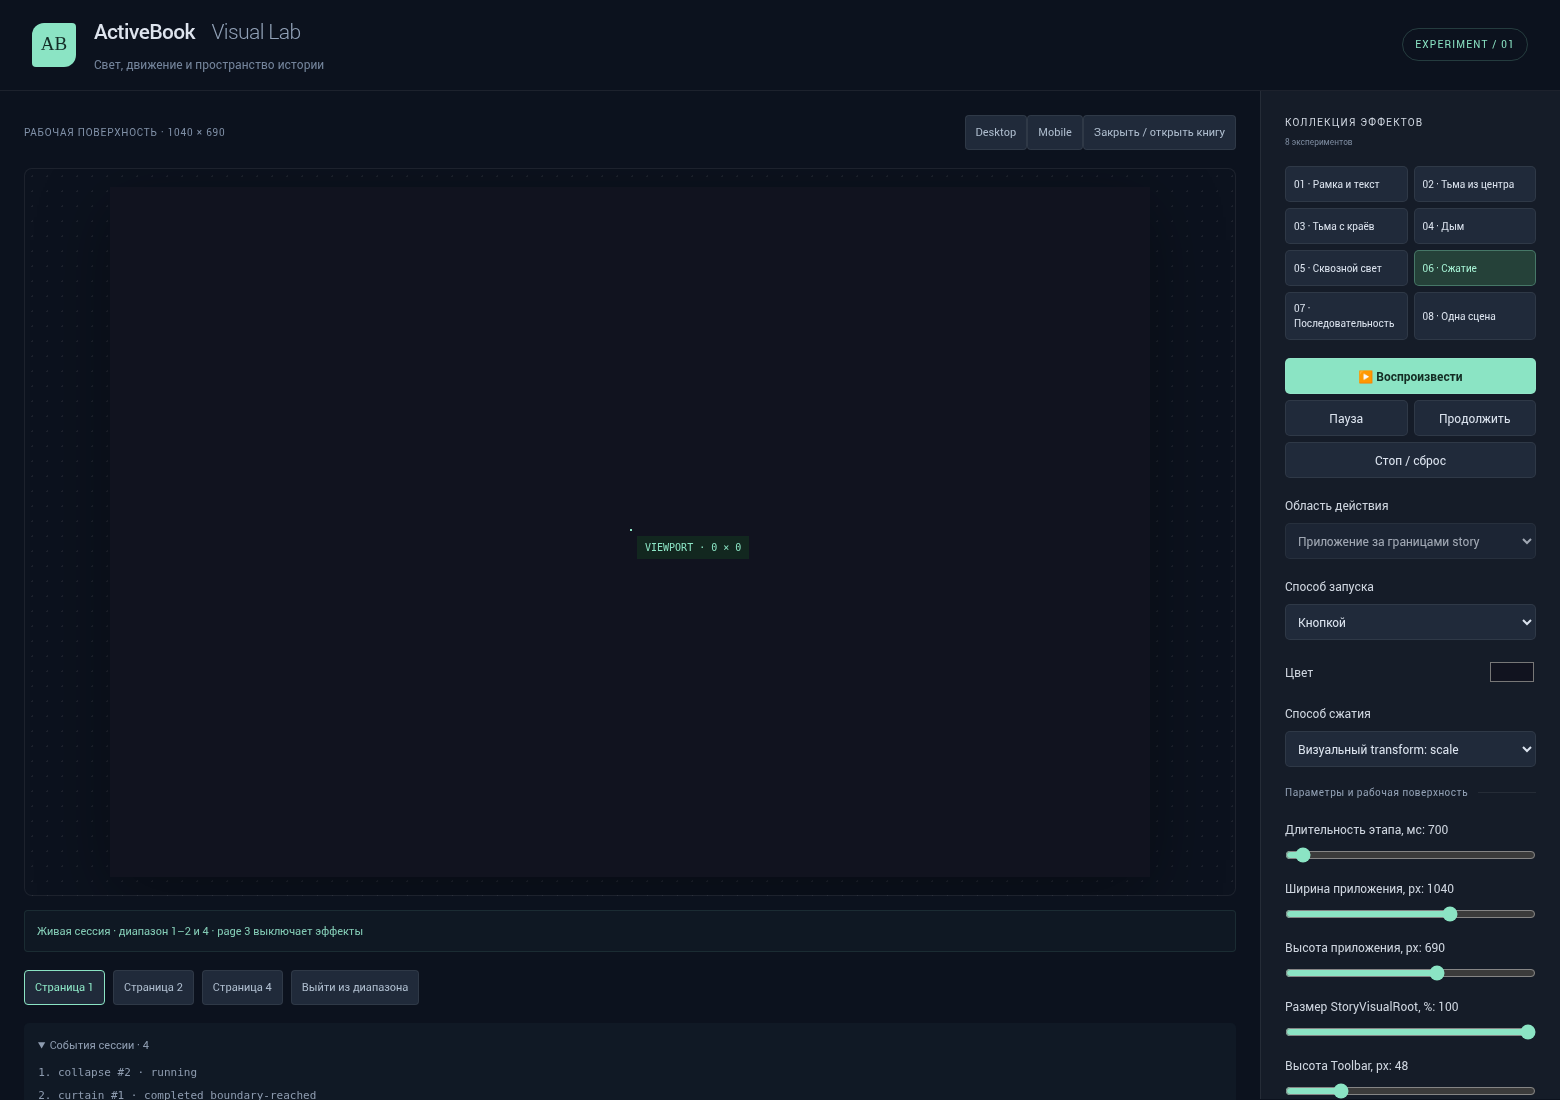 AB
ActiveBook Visual Lab
Свет, движение и пространство истории
EXPERIMENT / 01
РАБОЧАЯ ПОВЕРХНОСТЬ · 1040 × 690
Desktop
Mobile
Закрыть / открыть книгу
VIEWPORT · 0 × 0
Живая сессия · диапазон 1–2 и 4 · page 3 выключает эффекты
Страница 1
Страница 2
Страница 4
Выйти из диапазона
▼ События сессии · 4
1. collapse #2 · running
2. curtain #1 · completed boundary-reached
КОЛЛЕКЦИЯ ЭФФЕКТОВ
8 экспериментов
01 · Рамка и текст
02 · Тьма из центра
03 · Тьма с краёв
04 · Дым
05 · Сквозной свет
06 · Сжатие
07 ·
Последовательность
08 · Одна сцена
▶️ Воспроизвести
Пауза
Продолжить
Стоп / сброс
Область действия
Приложение за границами story
Способ запуска
Кнопкой
Цвет
Способ сжатия
Визуальный transform: scale
Параметры и рабочая поверхность
Длительность этапа, мс: 700
Ширина приложения, px: 1040
Высота приложения, px: 690
Размер StoryVisualRoot, %: 100
Высота Toolbar, px: 48